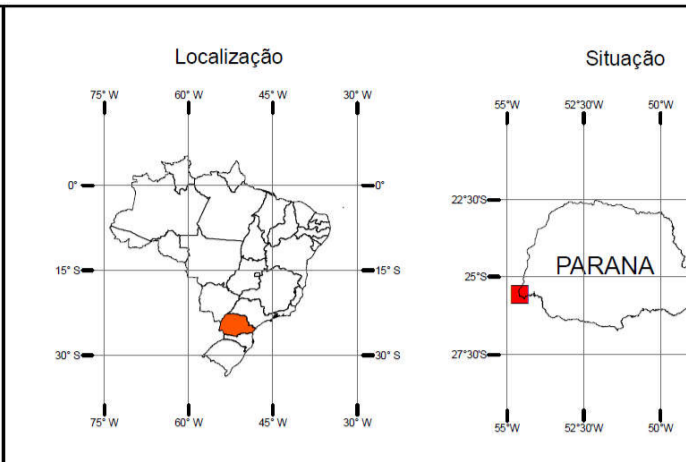 Localização
75° W 60° W 45° W 30° W
0° 0°
15° S 15° S
30° S 30° S
75° W 60° W 45° W 30° W
Situação
55°W 52°30'W 50°W
22°30'S
PARANA
25°S
27°30'S
55°W 52°30'W 50°W